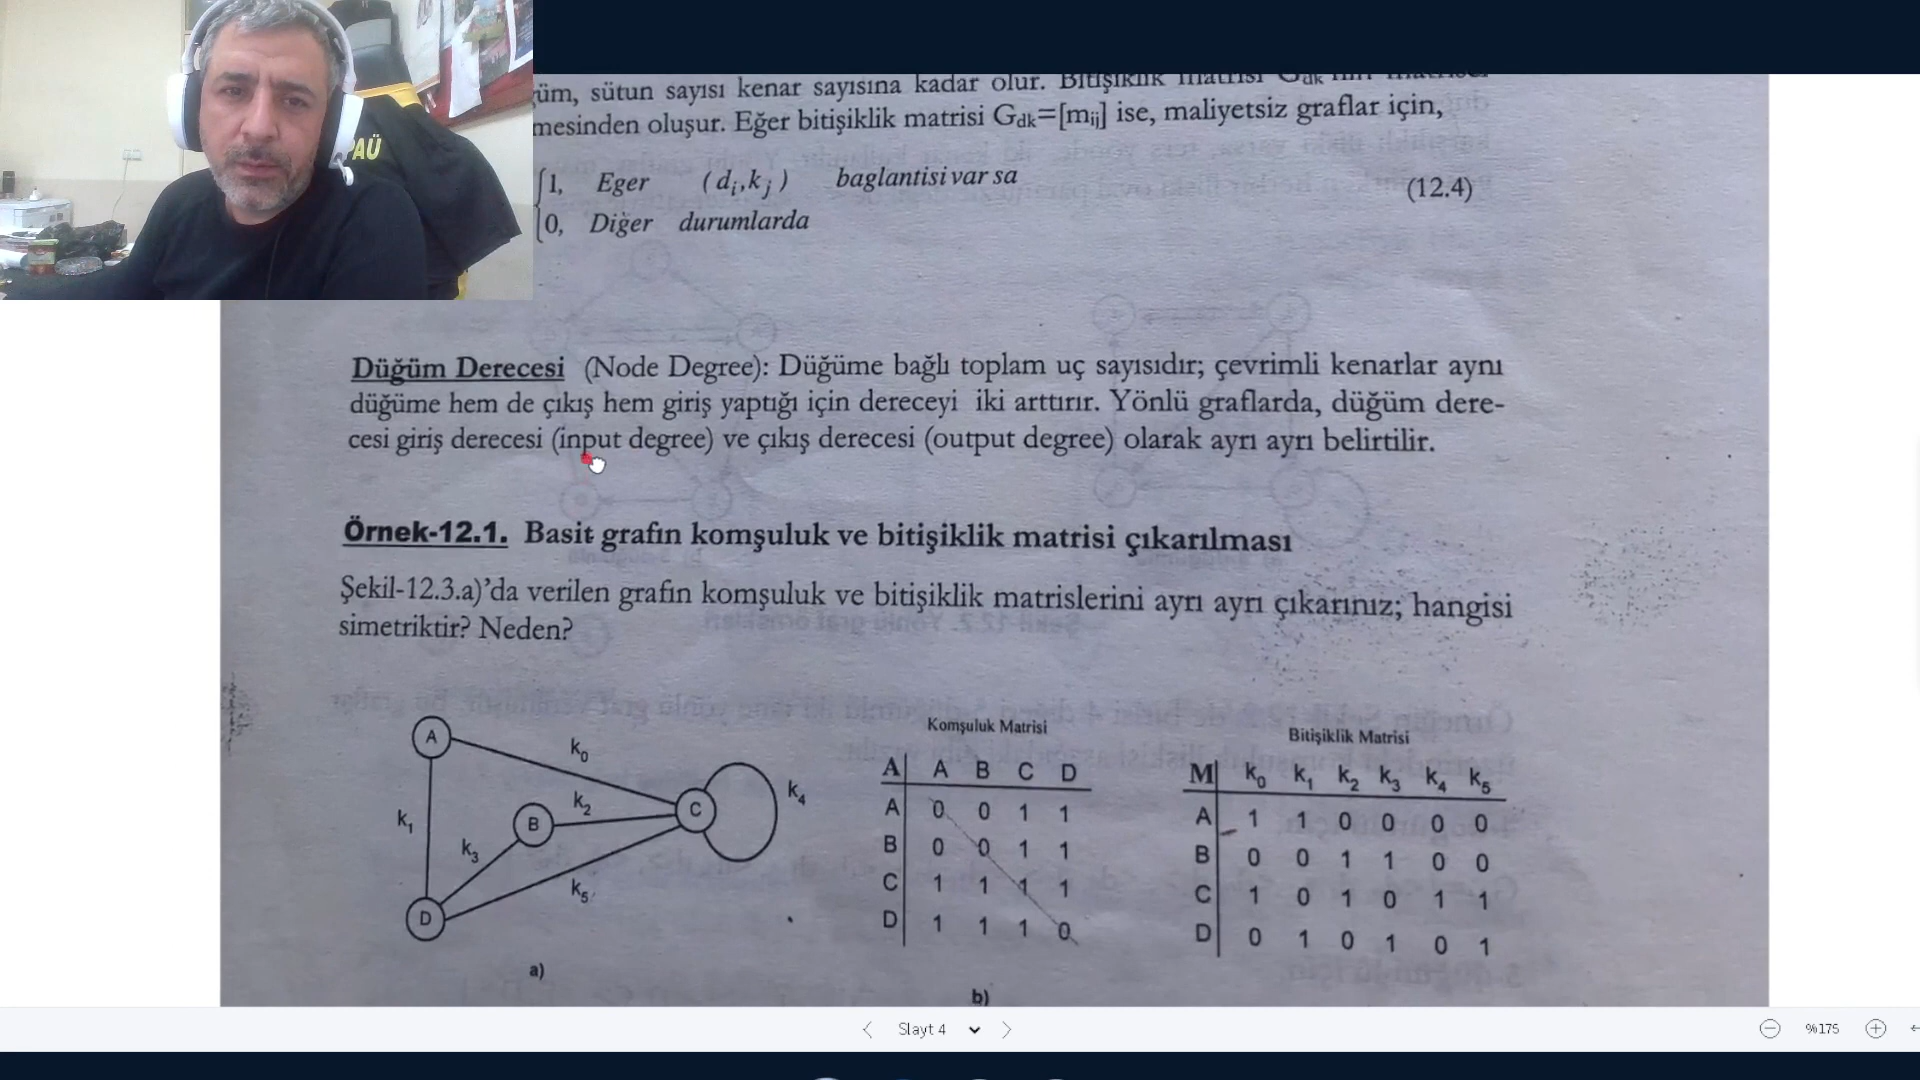 AÜ
üm, sütun sayısı kenar sayısına kadar olur. Bitişiklik matrisi Gdk
mesinden oluşur. Eğer bitişiklik matrisi Gdk=[mij] ise, maliyetsiz graflar için,
1, Eger (di,kj) baglantisi var sa
0, Diğer durumlarda
(12.4)
Düğüm Derecesi (Node Degree): Düğüme bağlı toplam uç sayısıdır; çevrimli kenarlar aynı
düğüme hem de çıkış hem giriş yaptığı için dereceyi iki arttırır. Yönlü graflarda, düğüm dere-
cesi giriş derecesi (input degree) ve çıkış derecesi (output degree) olarak ayrı ayrı belirtilir.
Örnek-12.1. Basit grafın komşuluk ve bitişiklik matrisi çıkarılması
Şekil-12.3.a)'da verilen grafın komşuluk ve bitişiklik matrislerini ayrı ayrı çıkarınız; hangisi
simetriktir? Neden?
A
k0
k1
k2
B
k3
C
k4
k5
D
a)
Komşuluk Matrisi
A A B C D
A 0 0 1 1
B 0 0 1 1
C 1 1 1 1
D 1 1 1 0
b)
Bitişiklik Matrisi
M k0 k1 k2 k3 k4 k5
A 1 1 0 0 0 0
B 0 0 1 1 0 0
C 1 0 1 0 1 1
D 0 1 0 1 0 1
Slayt 4
%175